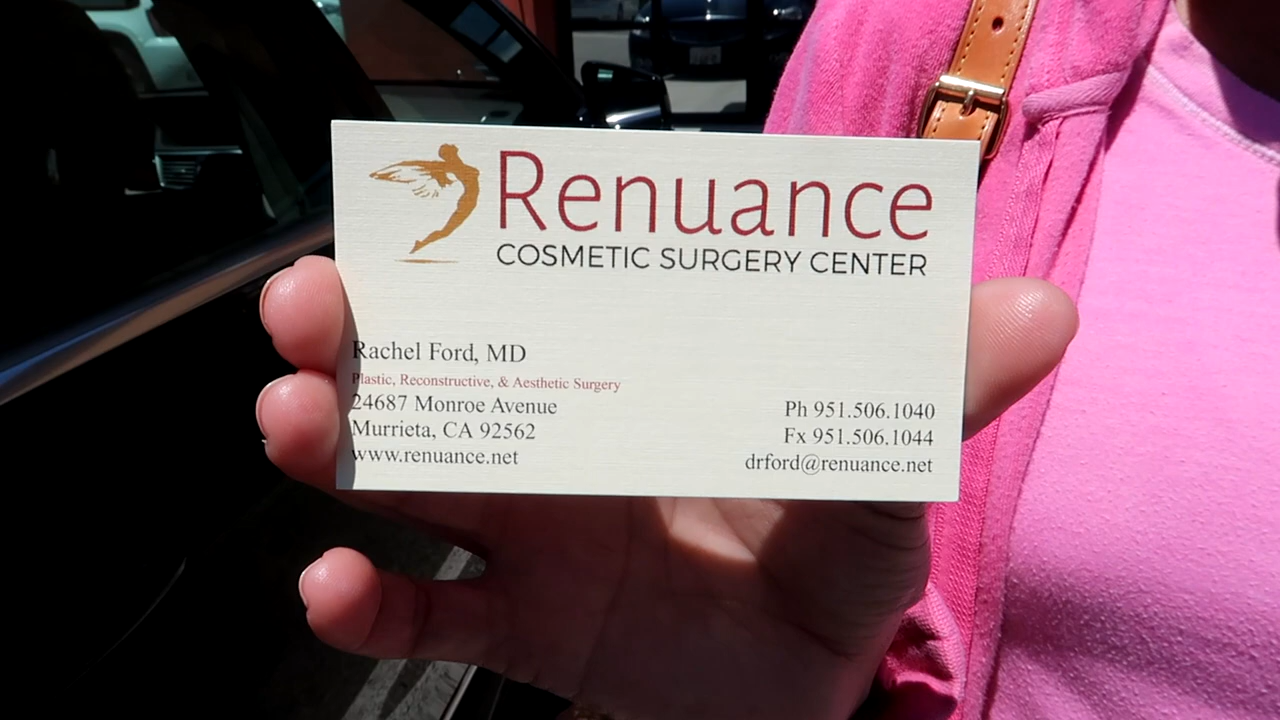 Renuance
COSMETIC SURGERY CENTER
Rachel Ford, MD
Plastic, Reconstructive, & Aesthetic Surgery
24687 Monroe Avenue
Murrieta, CA 92562
www.renuance.net
Ph 951.506.1040
Fx 951.506.1044
drford@renuance.net